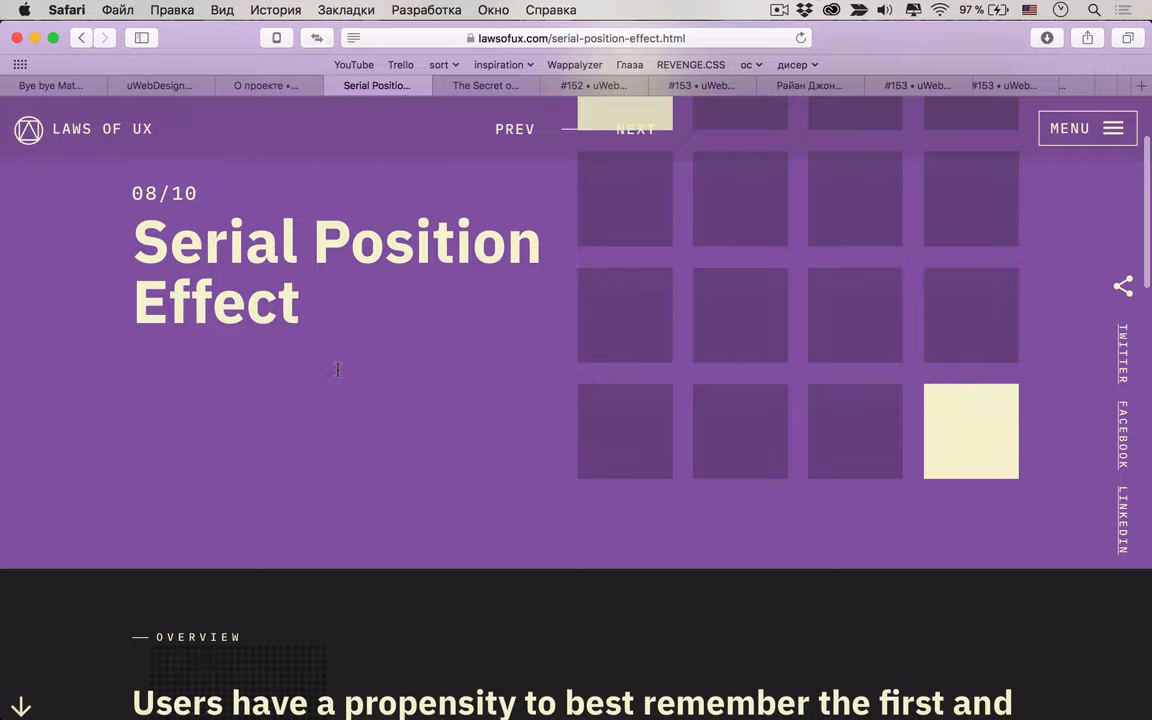 Safari Файл Правка Вид История Закладки Разработка Окно Справка 97 %
lawsofux.com/serial-position-effect.html
YouTube Trello sort inspiration Wappalyzer Глаза REVENGE.CSS ос дисер
Bye bye Mat... uWebDesign... О проекте •... Serial Positio... The Secret o... #152 • uWeb... #153 • uWeb... Райан Джон... #153 • uWeb... #153 • uWeb... ...
LAWS OF UX PREV NEXT MENU
08/10
Serial Position
Effect
TWITTER
FACEBOOK
LINKEDIN
OVERVIEW
Users have a propensity to best remember the first and